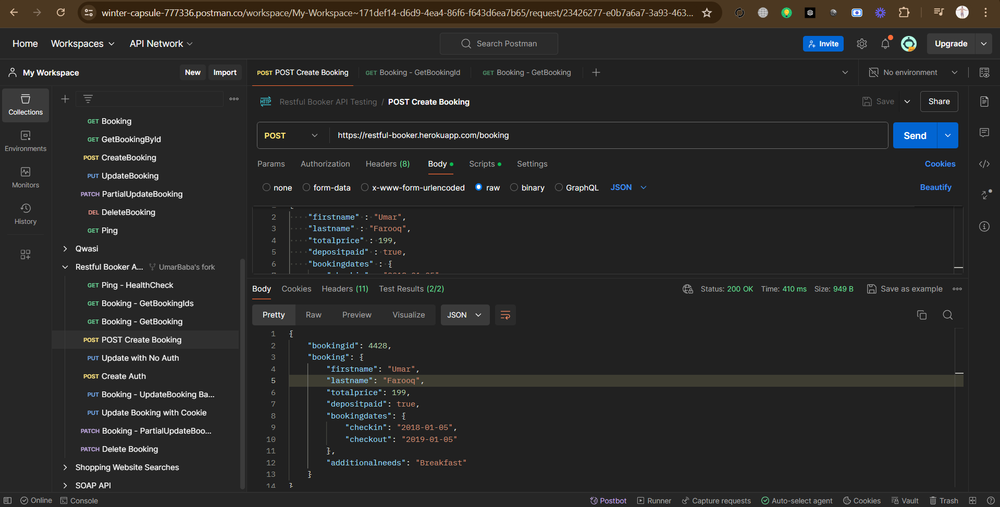 winter-capsule-777336.postman.co/workspace/My-Workspace~171def14-d6d9-4ea4-86f6-f643d6ea7b65/request/23426277-e0b7a6a7-3a93-463...
Home Workspaces API Network Search Postman Invite Upgrade
My Workspace New Import
POST POST Create Booking GET Booking - GetBookingId GET Booking - GetBooking No environment
Collections
Environments
Monitors
History
GET Booking
GET GetBookingById
POST CreateBooking
PUT UpdateBooking
PATCH PartialUpdateBooking
DEL DeleteBooking
GET Ping
Qwasi
Restful Booker A... UmarBaba's fork
GET Ping - HealthCheck
GET Booking - GetBookingIds
GET Booking - GetBooking
POST POST Create Booking
PUT Update with No Auth
POST Create Auth
PUT Booking - UpdateBooking Ba...
PUT Update Booking with Cookie
PATCH Booking - PartialUpdateBoo...
PATCH Delete Booking
Shopping Website Searches
SOAP API
HTTP Restful Booker API Testing / POST Create Booking Save Share
POST https://restful-booker.herokuapp.com/booking Send
Params Authorization Headers (8) Body Scripts Settings Cookies
none form-data x-www-form-urlencoded raw binary GraphQL JSON Beautify
2 "firstname" : "Umar",
3 "lastname" : "Farooq",
4 "totalprice" : 199,
5 "depositpaid" : true,
6 "bookingdates" : {
Body Cookies Headers (11) Test Results (2/2) Status: 200 OK Time: 410 ms Size: 949 B Save as example
Pretty Raw Preview Visualize JSON
1 {
2 "bookingid": 4428,
3 "booking": {
4 "firstname": "Umar",
5 "lastname": "Farooq",
6 "totalprice": 199,
7 "depositpaid": true,
8 "bookingdates": {
9 "checkin": "2018-01-05",
10 "checkout": "2019-01-05"
11 },
12 "additionalneeds": "Breakfast"
13 }
14 }
Online Console Postbot Runner Capture requests Auto-select agent Cookies Vault Trash